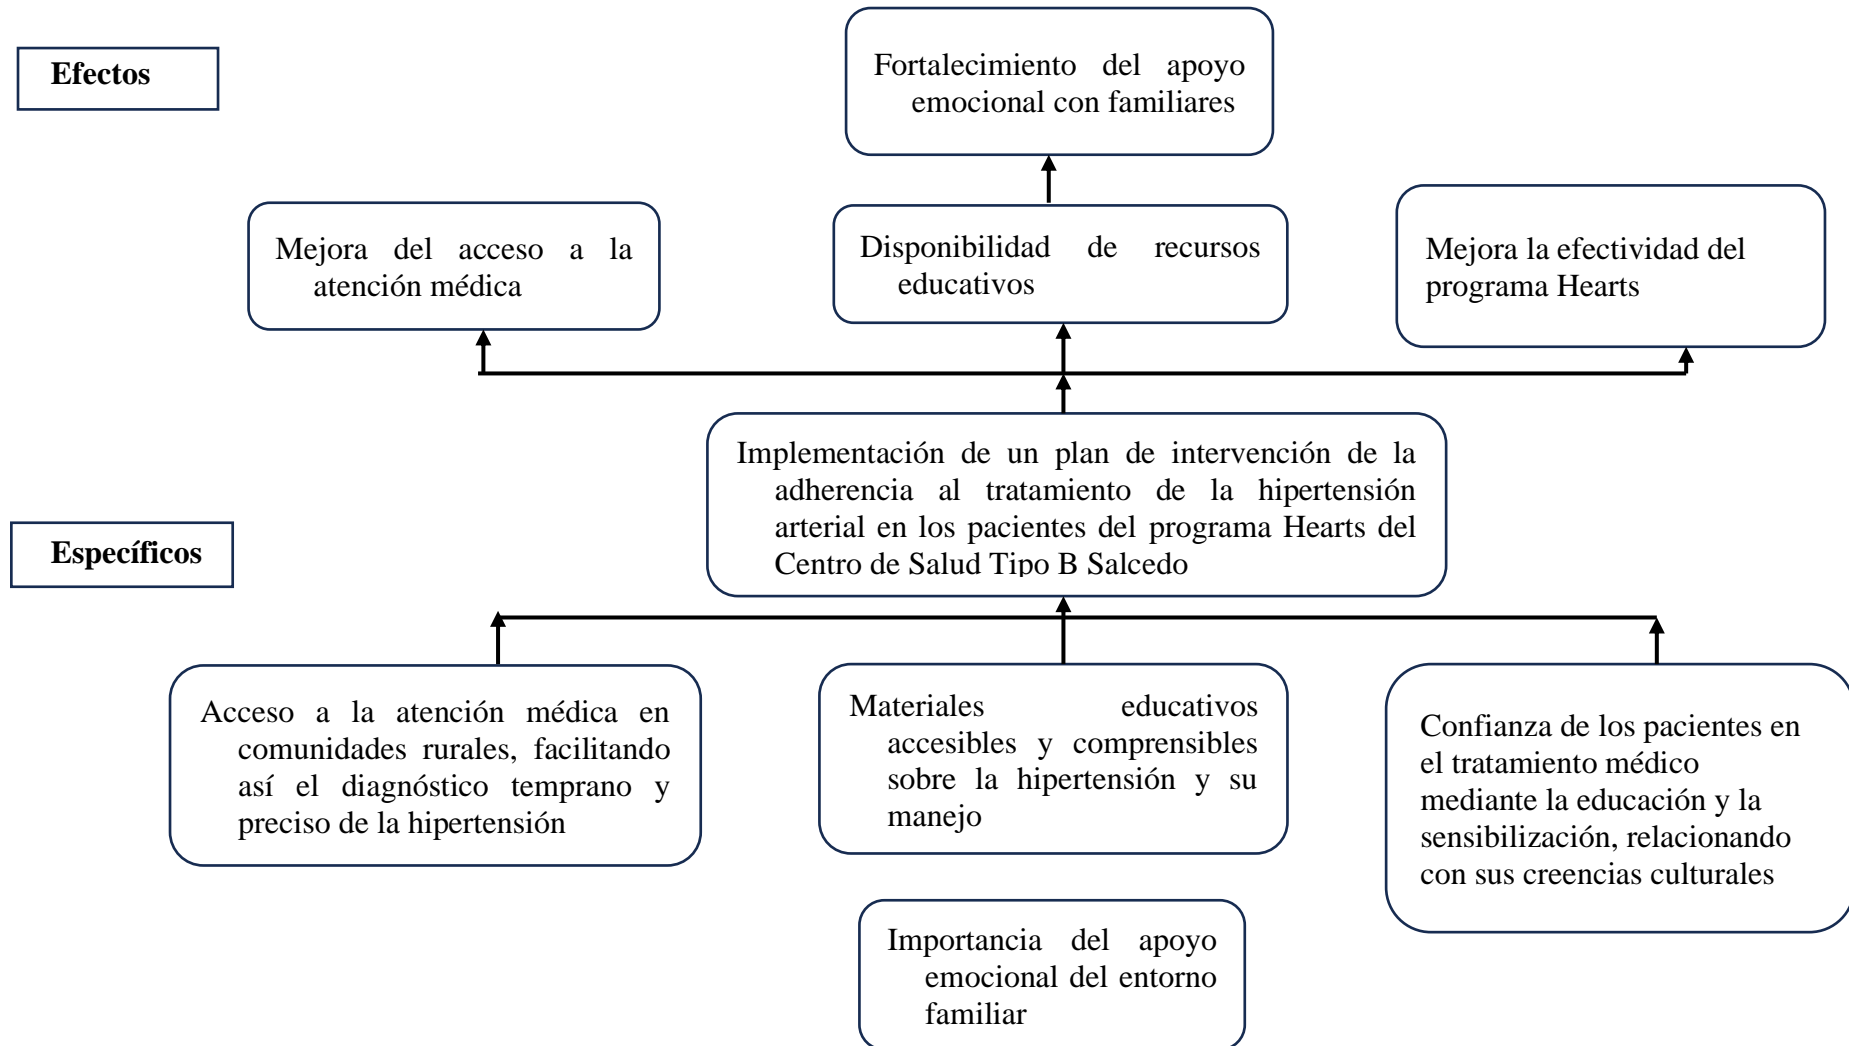 Efectos
Fortalecimiento del apoyo
emocional con familiares
Mejora del acceso a la
atención médica
Disponibilidad de recursos
educativos
Mejora la efectividad del
programa Hearts
Implementación de un plan de intervención de la
adherencia al tratamiento de la hipertensión
arterial en los pacientes del programa Hearts del
Centro de Salud Tipo B Salcedo
Específicos
Acceso a la atención médica en
comunidades rurales, facilitando
así el diagnóstico temprano y
preciso de la hipertensión
Materiales educativos
accesibles y comprensibles
sobre la hipertensión y su
manejo
Confianza de los pacientes en
el tratamiento médico
mediante la educación y la
sensibilización, relacionando
con sus creencias culturales
Importancia del apoyo
emocional del entorno
familiar